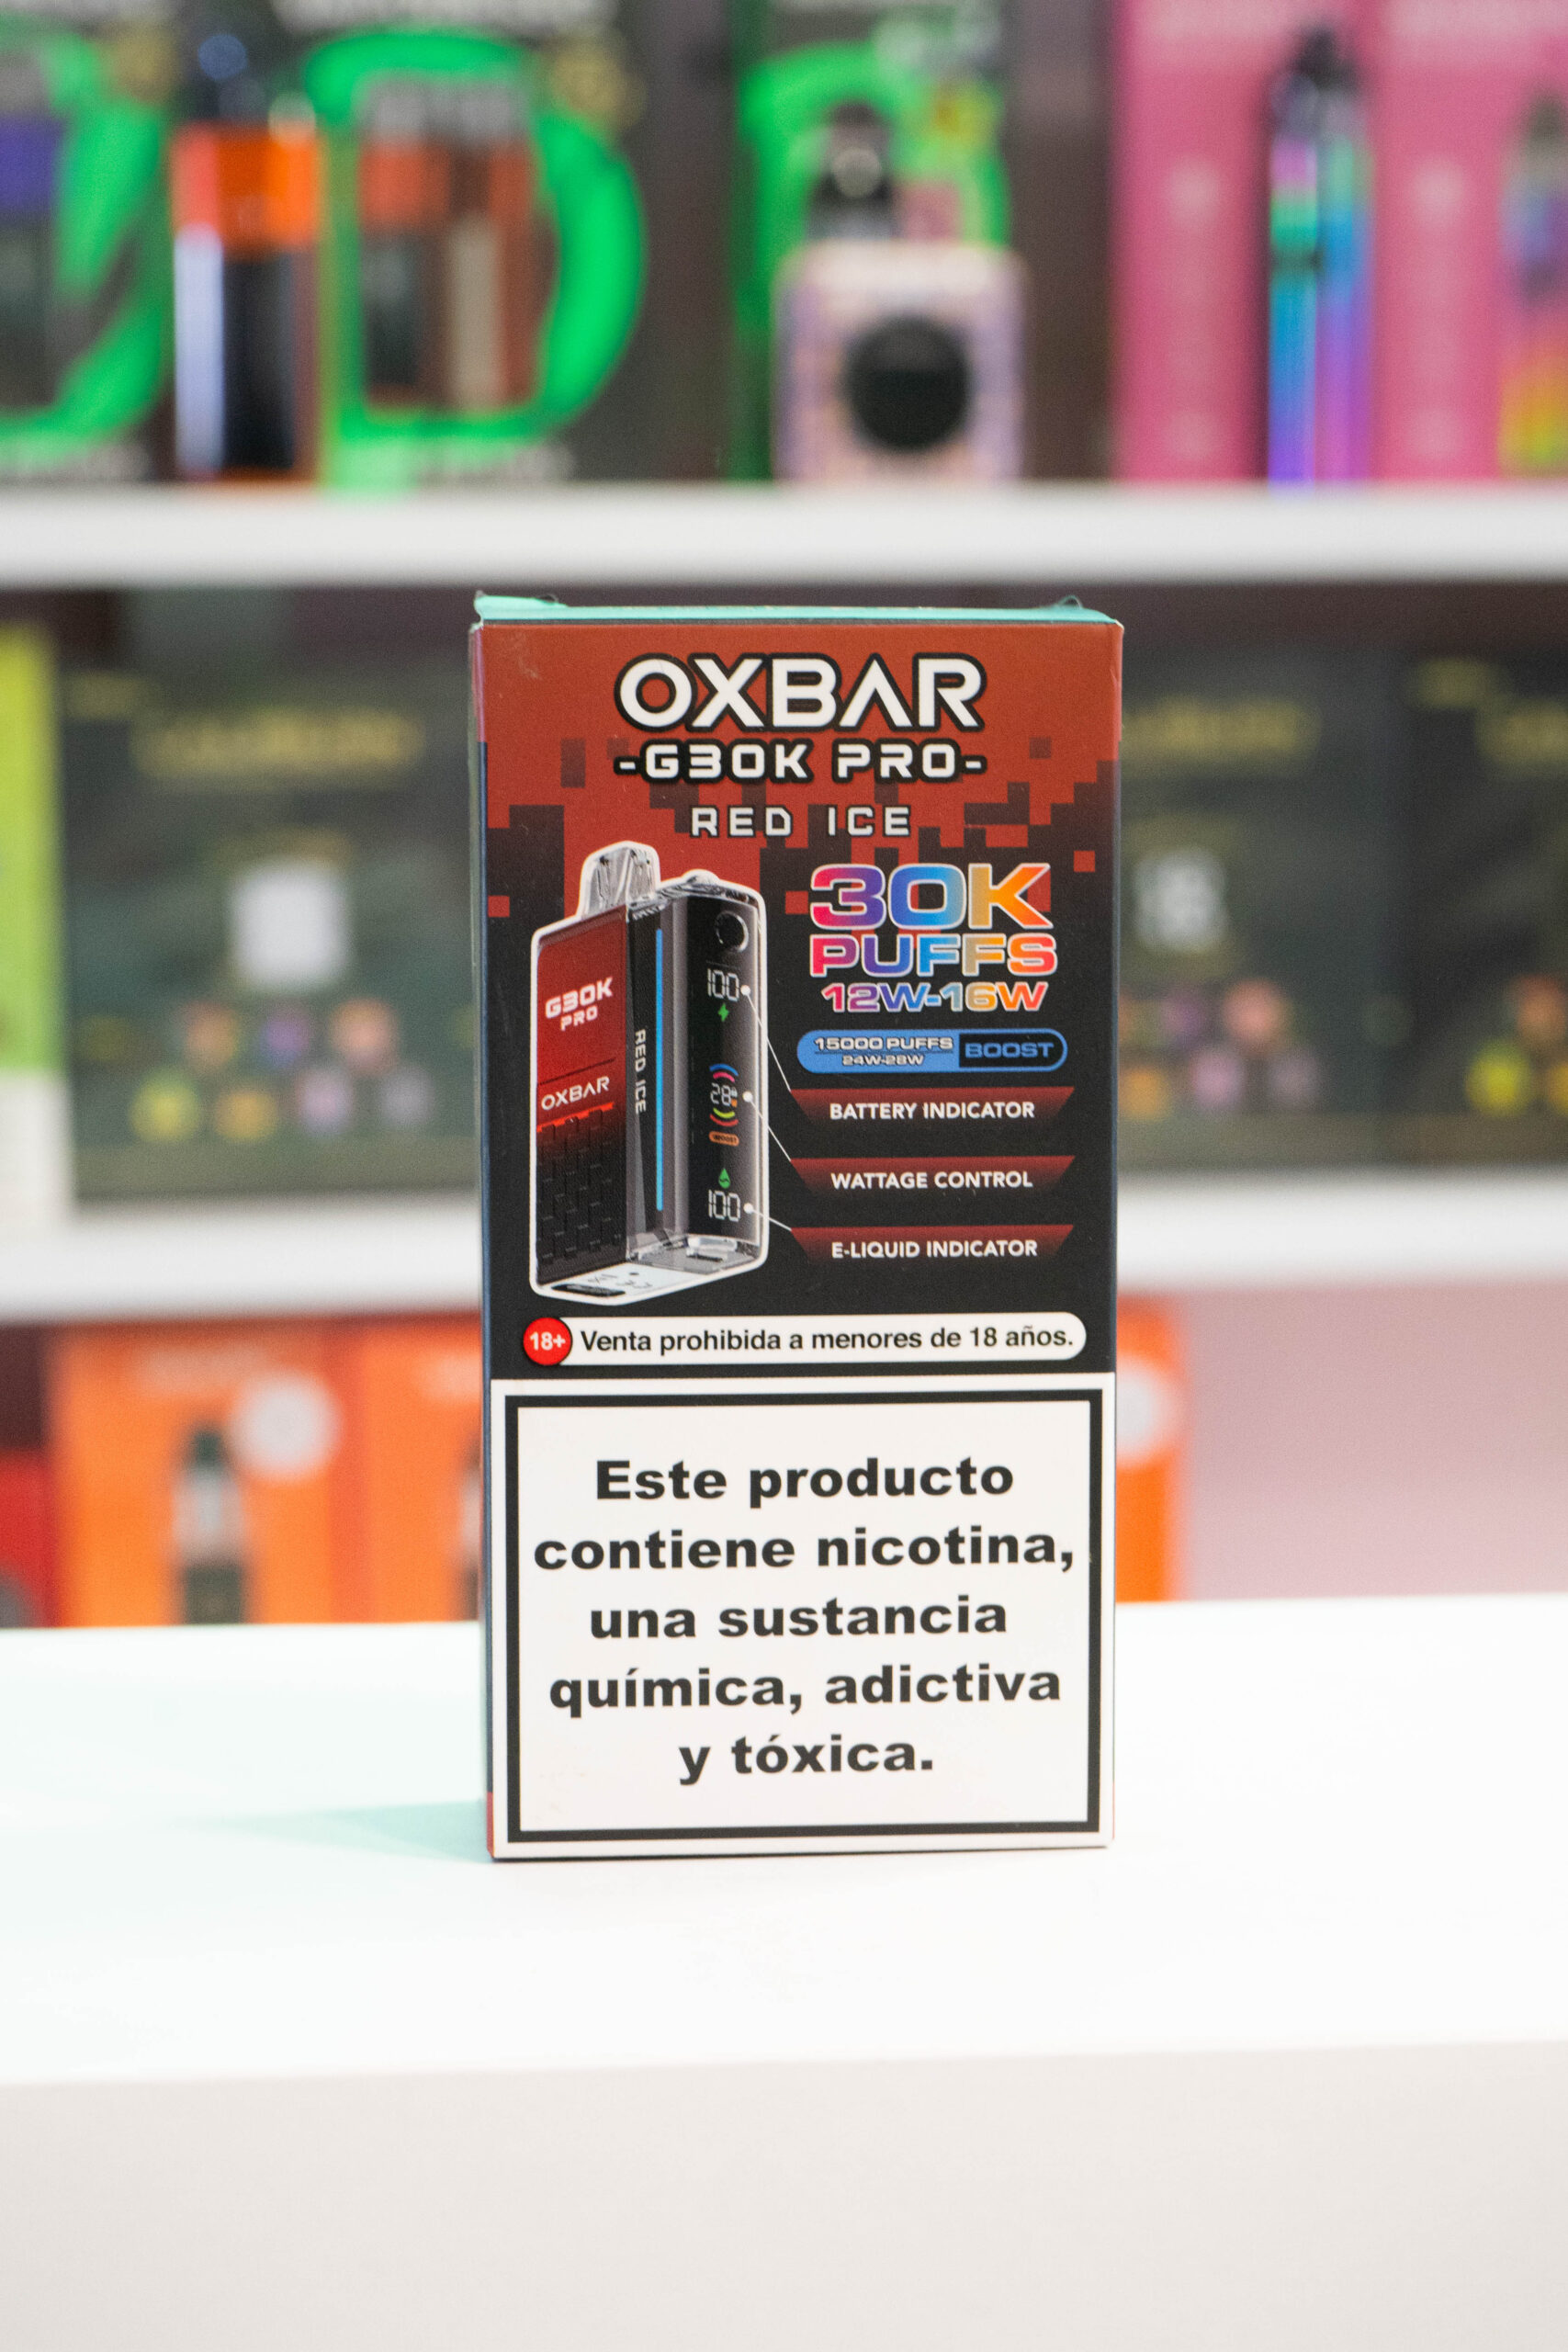 OXBAR
-G30K PRO-
RED ICE
30K
PUFFS
12W-16W
15000 PUFFS
24W-28W
BOOST
G30K
PRO
OXBAR
RED ICE
100
28
BOOST
100
BATTERY INDICATOR
WATTAGE CONTROL
E-LIQUID INDICATOR
18+ Venta prohibida a menores de 18 años.
Este producto
contiene nicotina,
una sustancia
química, adictiva
y tóxica.